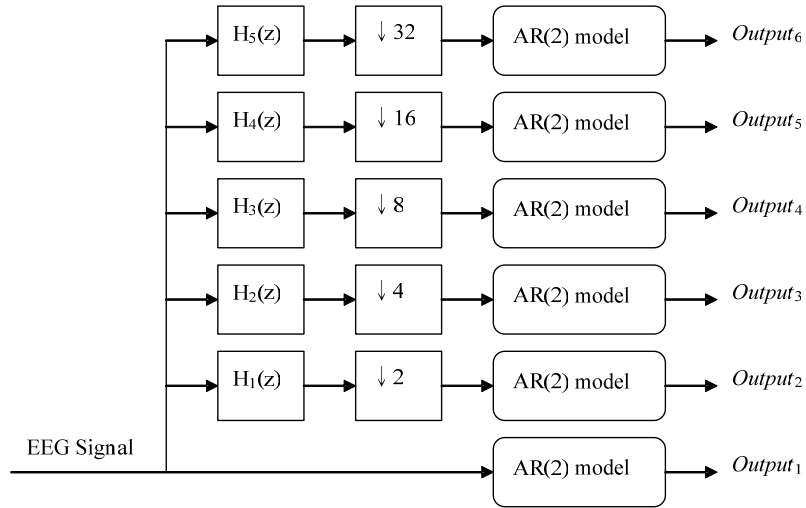 H₅(z) ↓ 32 AR(2) model Output₆
H₄(z) ↓ 16 AR(2) model Output₅
H₃(z) ↓ 8 AR(2) model Output₄
H₂(z) ↓ 4 AR(2) model Output₃
H₁(z) ↓ 2 AR(2) model Output₂
EEG Signal
AR(2) model Output₁